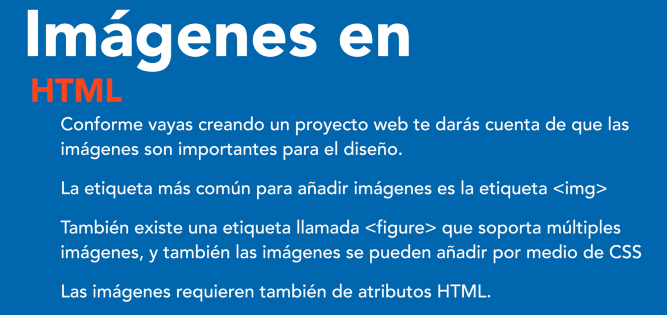 Imágenes en
HTML
Conforme vayas creando un proyecto web te darás cuenta de que las
imágenes son importantes para el diseño.
La etiqueta más común para añadir imágenes es la etiqueta <img>
También existe una etiqueta llamada <figure> que soporta múltiples
imágenes, y también las imágenes se pueden añadir por medio de CSS
Las imágenes requieren también de atributos HTML.